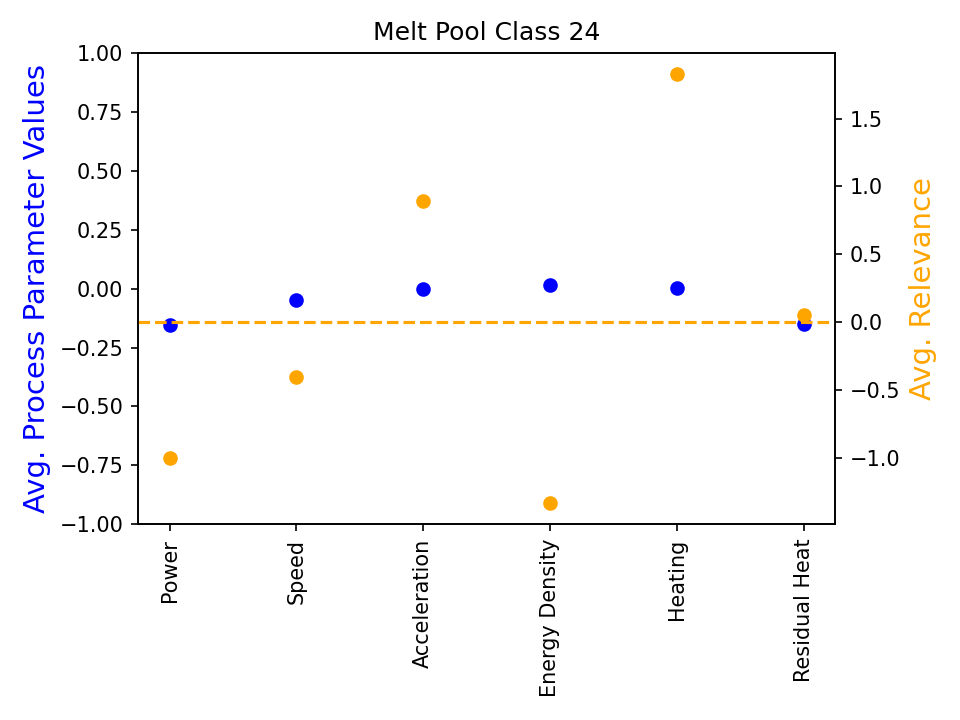 Melt Pool Class 24
Avg. Process Parameter Values
1.00
0.75
0.50
0.25
0.00
−0.25
−0.50
−0.75
−1.00
1.5
1.0
0.5
0.0
−0.5
−1.0
Avg. Relevance
Power
Speed
Acceleration
Energy Density
Heating
Residual Heat